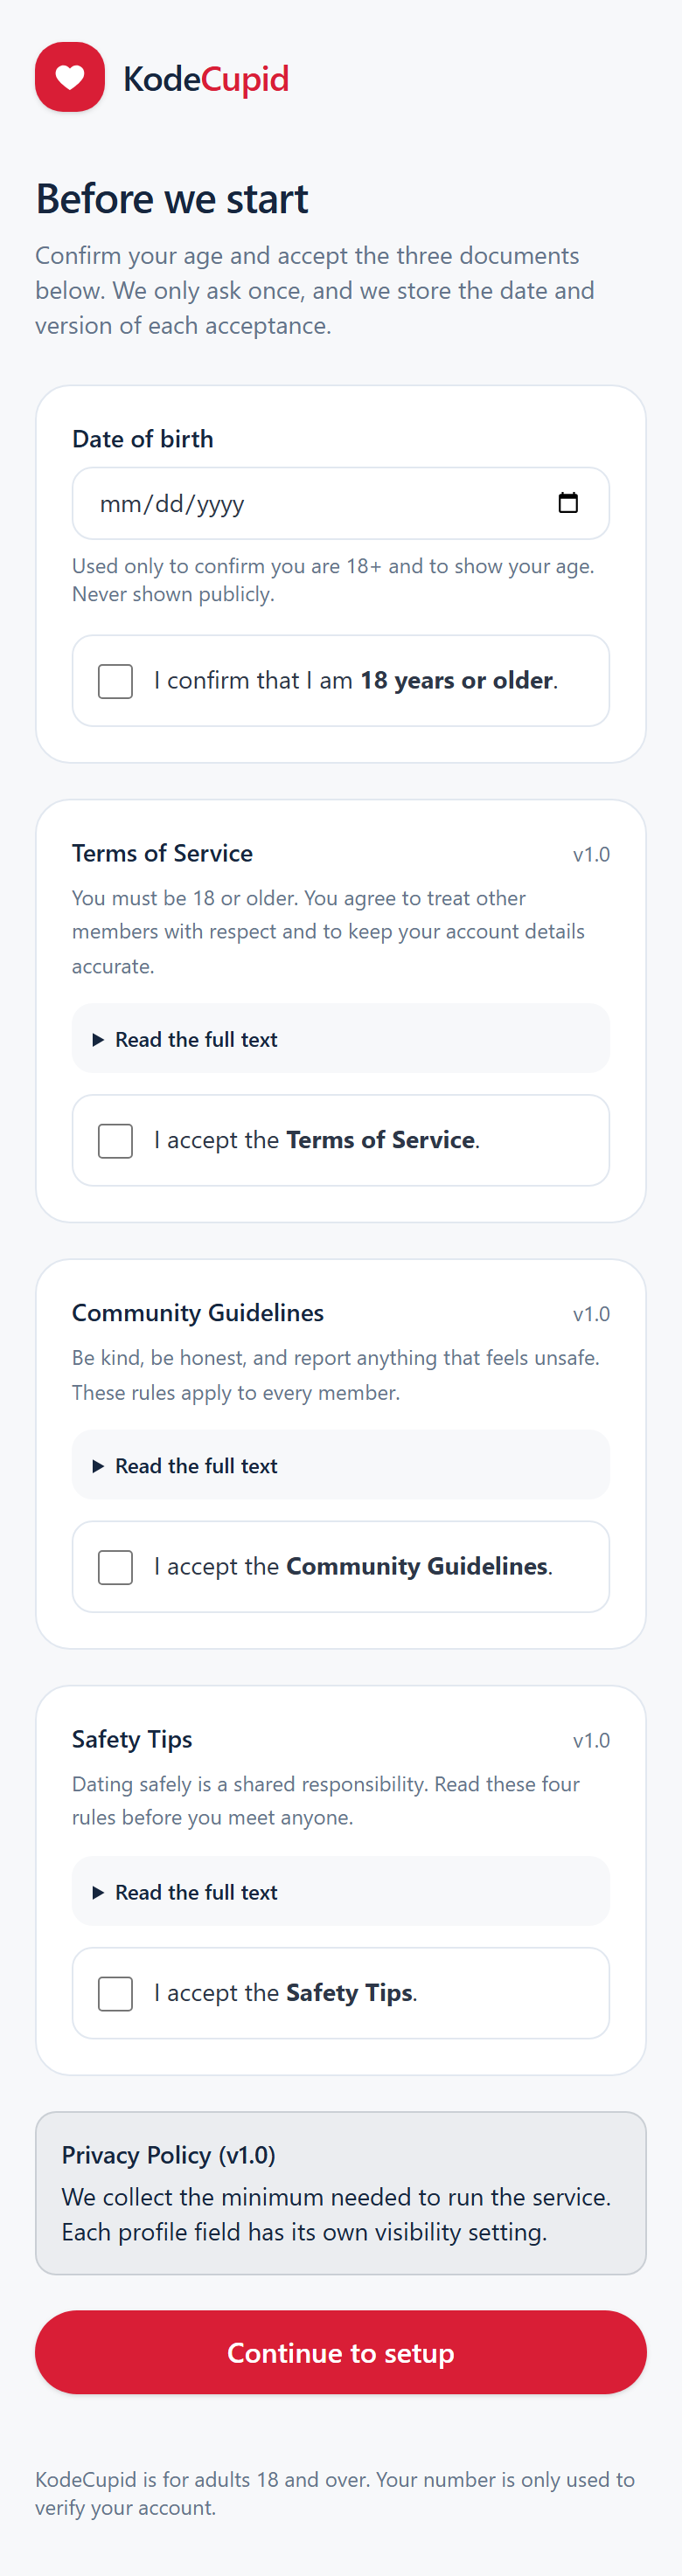 KodeCupid
Before we start
Confirm your age and accept the three documents
below. We only ask once, and we store the date and
version of each acceptance.
Date of birth
mm/dd/yyyy
Used only to confirm you are 18+ and to show your age.
Never shown publicly.
I confirm that I am 18 years or older.
Terms of Service v1.0
You must be 18 or older. You agree to treat other
members with respect and to keep your account details
accurate.
Read the full text
I accept the Terms of Service.
Community Guidelines v1.0
Be kind, be honest, and report anything that feels unsafe.
These rules apply to every member.
Read the full text
I accept the Community Guidelines.
Safety Tips v1.0
Dating safely is a shared responsibility. Read these four
rules before you meet anyone.
Read the full text
I accept the Safety Tips.
Privacy Policy (v1.0)
We collect the minimum needed to run the service.
Each profile field has its own visibility setting.
Continue to setup
KodeCupid is for adults 18 and over. Your number is only used to
verify your account.